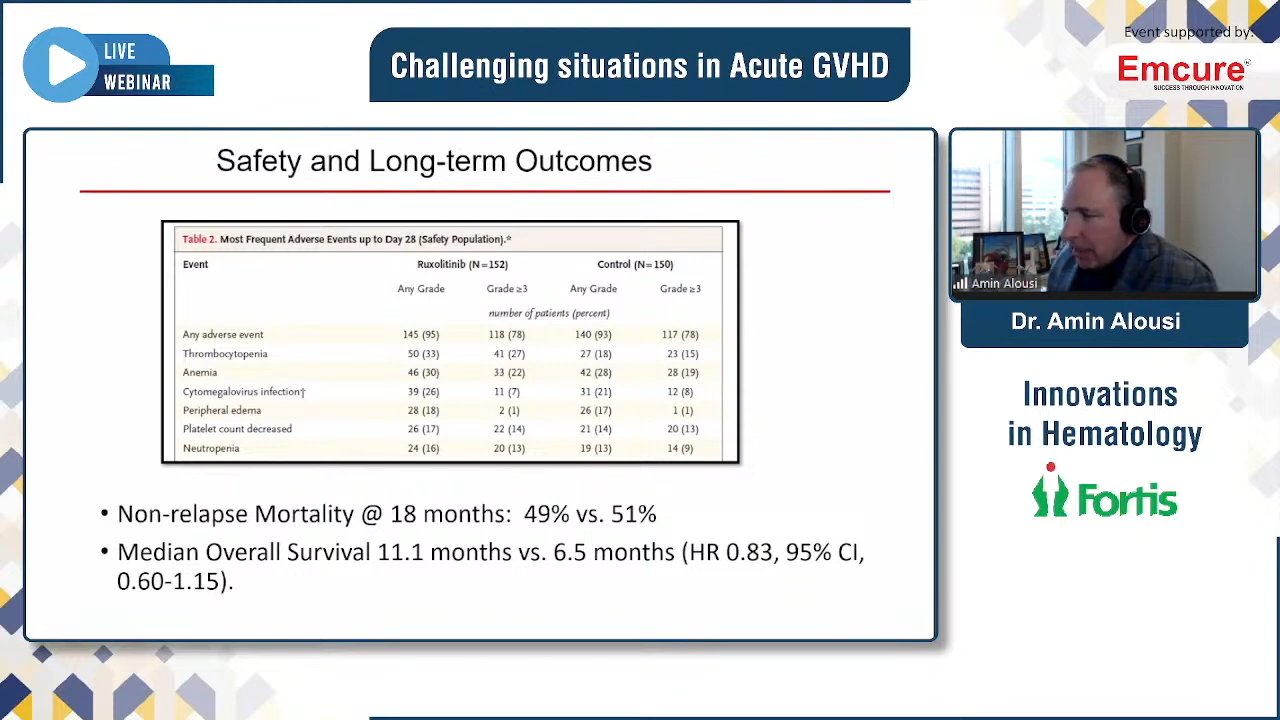 LIVE
WEBINAR
Challenging situations in Acute GVHD
Event supported by:
Emcure®
SUCCESS THROUGH INNOVATION
Safety and Long-term Outcomes
Table 2. Most Frequent Adverse Events up to Day 28 (Safety Population).*
Event Ruxolitinib (N=152) Control (N=150)
Any Grade Grade ≥3 Any Grade Grade ≥3
number of patients (percent)
Any adverse event 145 (95) 118 (78) 140 (93) 117 (78)
Thrombocytopenia 50 (33) 41 (27) 27 (18) 23 (15)
Anemia 46 (30) 33 (22) 42 (28) 28 (19)
Cytomegalovirus infection† 39 (26) 11 (7) 31 (21) 12 (8)
Peripheral edema 28 (18) 2 (1) 26 (17) 1 (1)
Platelet count decreased 26 (17) 22 (14) 21 (14) 20 (13)
Neutropenia 24 (16) 20 (13) 19 (13) 14 (9)
• Non-relapse Mortality @ 18 months: 49% vs. 51%
• Median Overall Survival 11.1 months vs. 6.5 months (HR 0.83, 95% CI,
0.60-1.15).
Amin Alousi
Dr. Amin Alousi
Innovations
in Hematology
Fortis